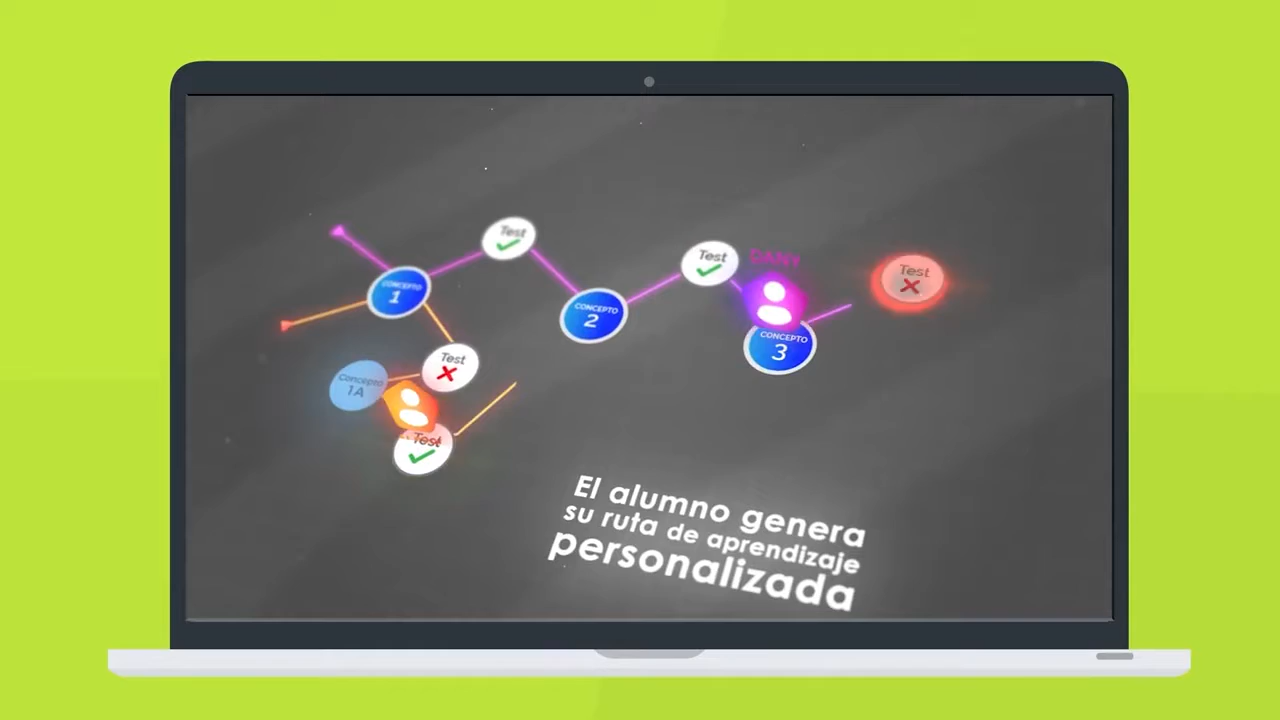 Test
CONCEPTO
1
Test
DANY
Test
CONCEPTO
2
CONCEPTO
3
Test
Concepto
1A
Test
El alumno genera
su ruta de aprendizaje
personalizada